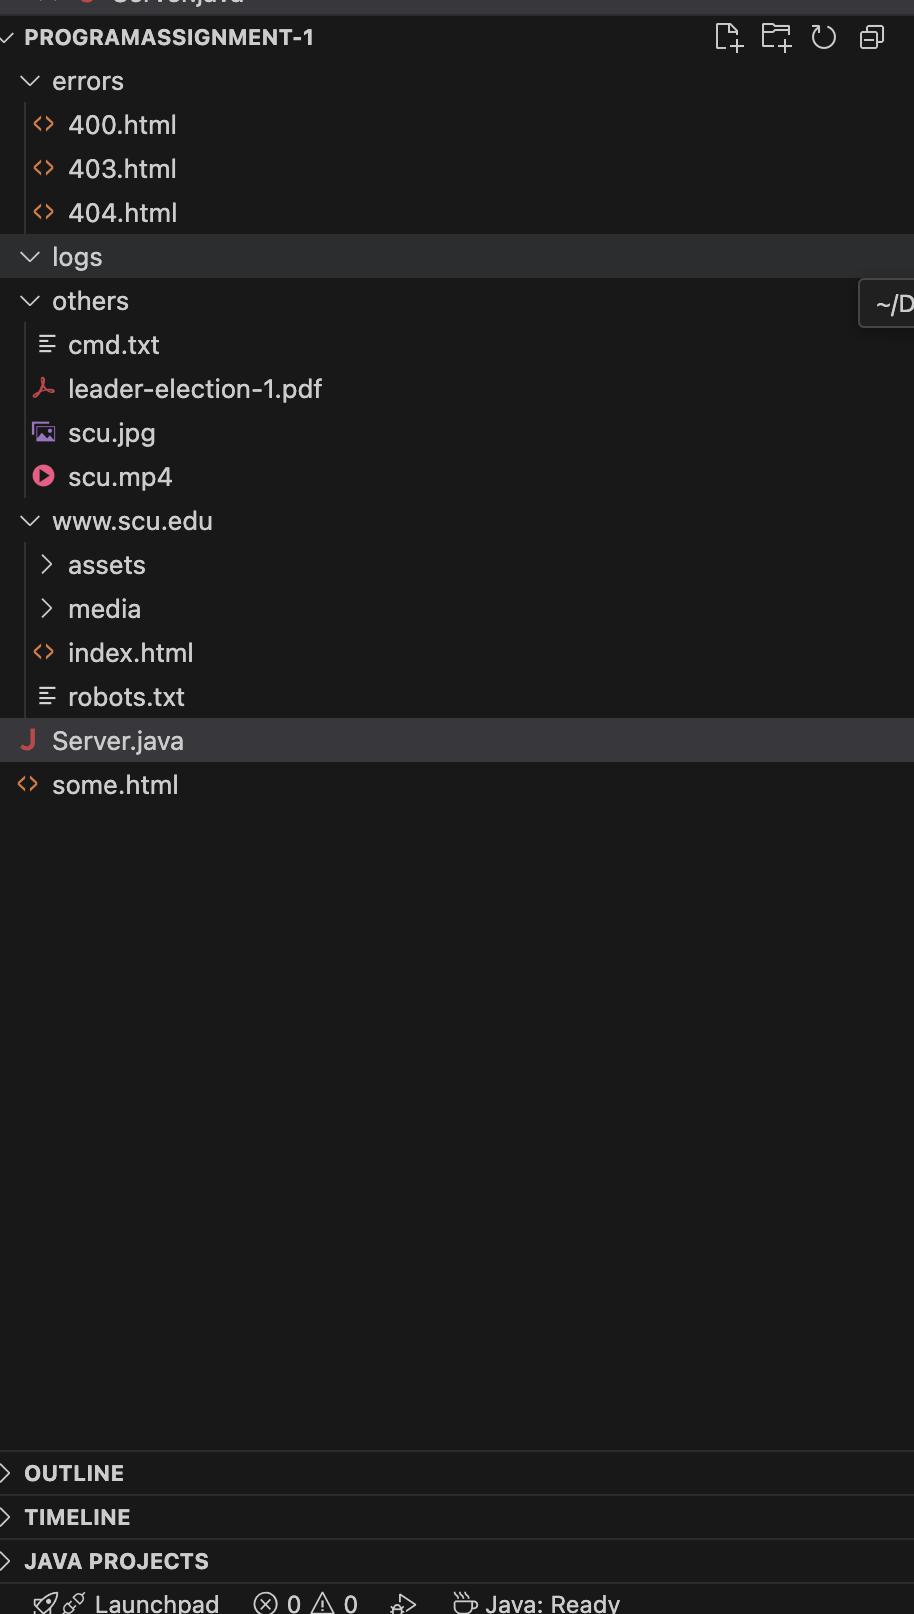 PROGRAMASSIGNMENT-1
errors
400.html
403.html
404.html
logs
~/D
others
cmd.txt
leader-election-1.pdf
scu.jpg
scu.mp4
www.scu.edu
assets
media
index.html
robots.txt
Server.java
some.html
OUTLINE
TIMELINE
JAVA PROJECTS
Launchpad 0 0 Java: Ready